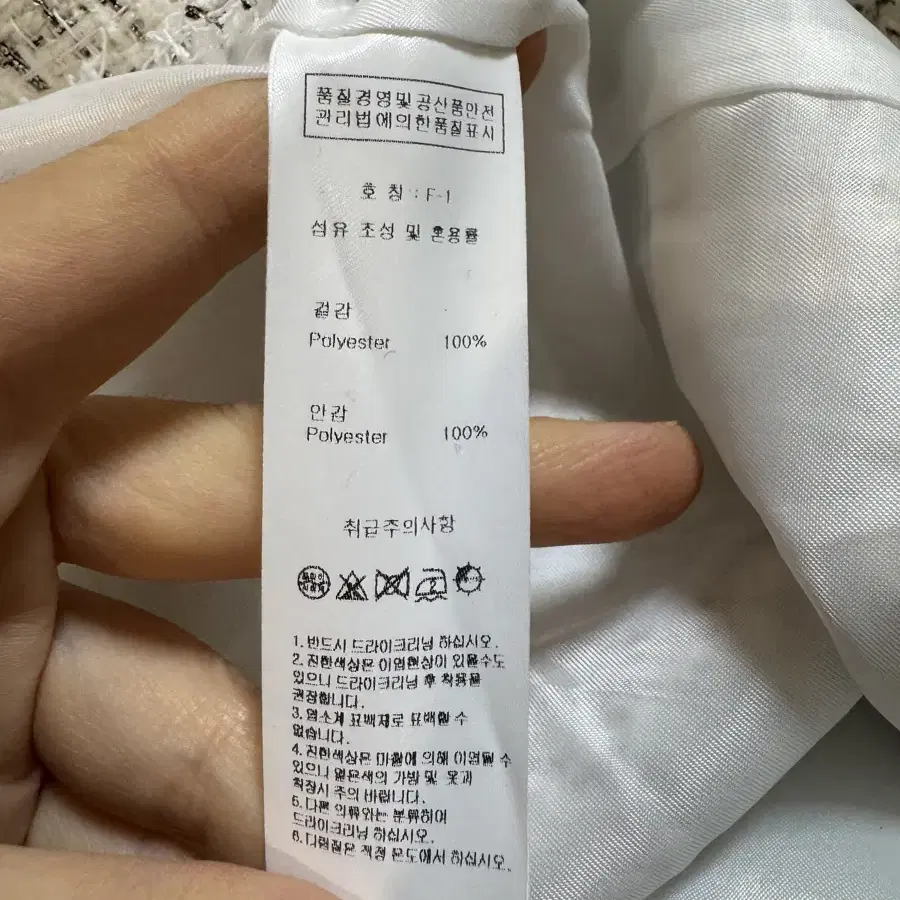 품질경영및공산품안전
관리법에의한품질표시
호 칭 : F-1
섬유 조성 및 혼용률
겉감
Polyester 100%
안감
Polyester 100%
취급주의사항
1. 반드시 드라이크리닝 하십시오.
2. 진한색상은 이염현상이 있을수도
있으니 드라이크리닝 후 착용을
권장합니다.
3. 염소계 표백제로 표백할 수
없습니다.
4. 진한색상은 마찰에 의해 이염될 수
있으니 옅은색의 가방 및 옷과
착장시 주의 바랍니다.
5. 다른 의류와는 분류하여
드라이크리닝 하십시오.
6. 다림질은 적정 온도에서 하십시오.